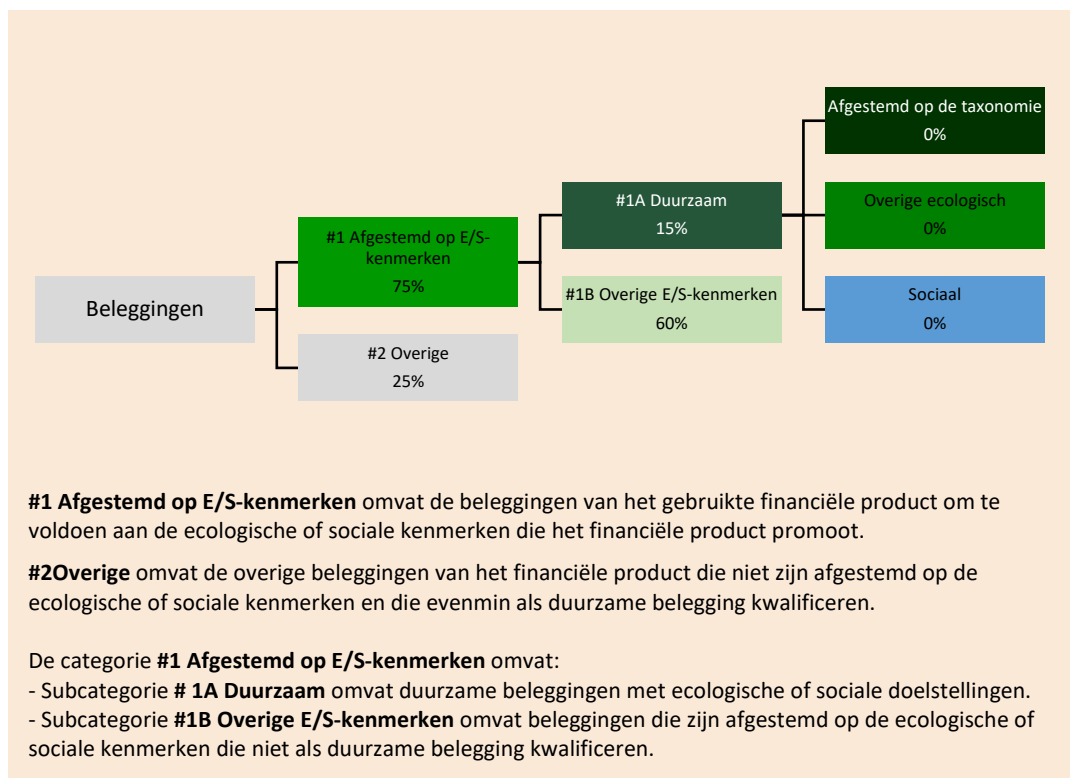 Afgestemd op de taxonomie
0%
#1A Duurzaam
15%
Overige ecologisch
0%
#1 Afgestemd op E/S-
kenmerken
75%
Beleggingen
#1B Overige E/S-kenmerken
60%
Sociaal
0%
#2 Overige
25%
#1 Afgestemd op E/S-kenmerken omvat de beleggingen van het gebruikte financiële product om te
voldoen aan de ecologische of sociale kenmerken die het financiële product promoot.
#2Overige omvat de overige beleggingen van het financiële product die niet zijn afgestemd op de
ecologische of sociale kenmerken en die evenmin als duurzame belegging kwalificeren.
De categorie #1 Afgestemd op E/S-kenmerken omvat:
- Subcategorie # 1A Duurzaam omvat duurzame beleggingen met ecologische of sociale doelstellingen.
- Subcategorie #1B Overige E/S-kenmerken omvat beleggingen die zijn afgestemd op de ecologische of
sociale kenmerken die niet als duurzame belegging kwalificeren.